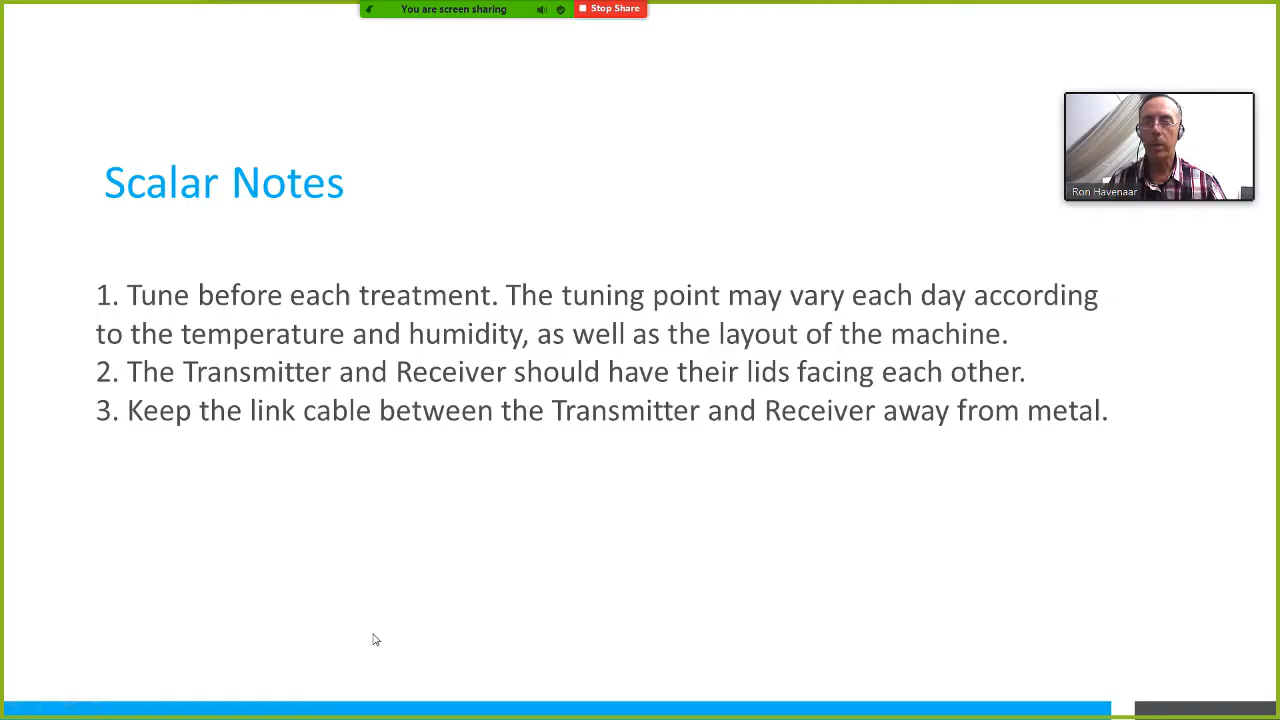 You are screen sharing
Stop Share
Scalar Notes
Ron Havenaar
1. Tune before each treatment. The tuning point may vary each day according
to the temperature and humidity, as well as the layout of the machine.
2. The Transmitter and Receiver should have their lids facing each other.
3. Keep the link cable between the Transmitter and Receiver away from metal.